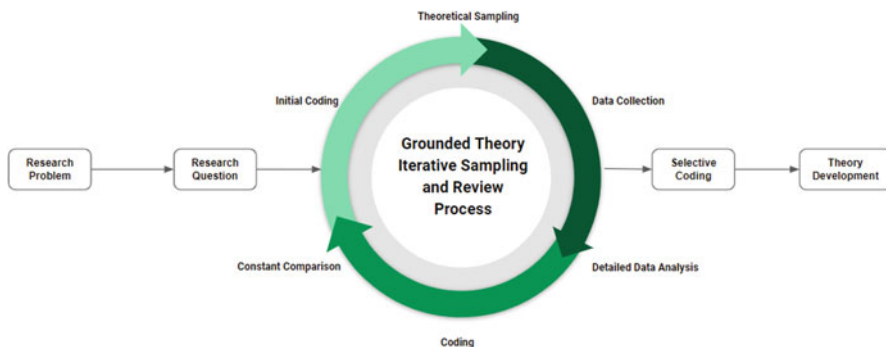 Theoretical Sampling
Initial Coding
Data Collection
Grounded Theory
Iterative Sampling
and Review
Process
Research
Problem
Research
Question
Selective
Coding
Theory
Development
Constant Comparison
Detailed Data Analysis
Coding